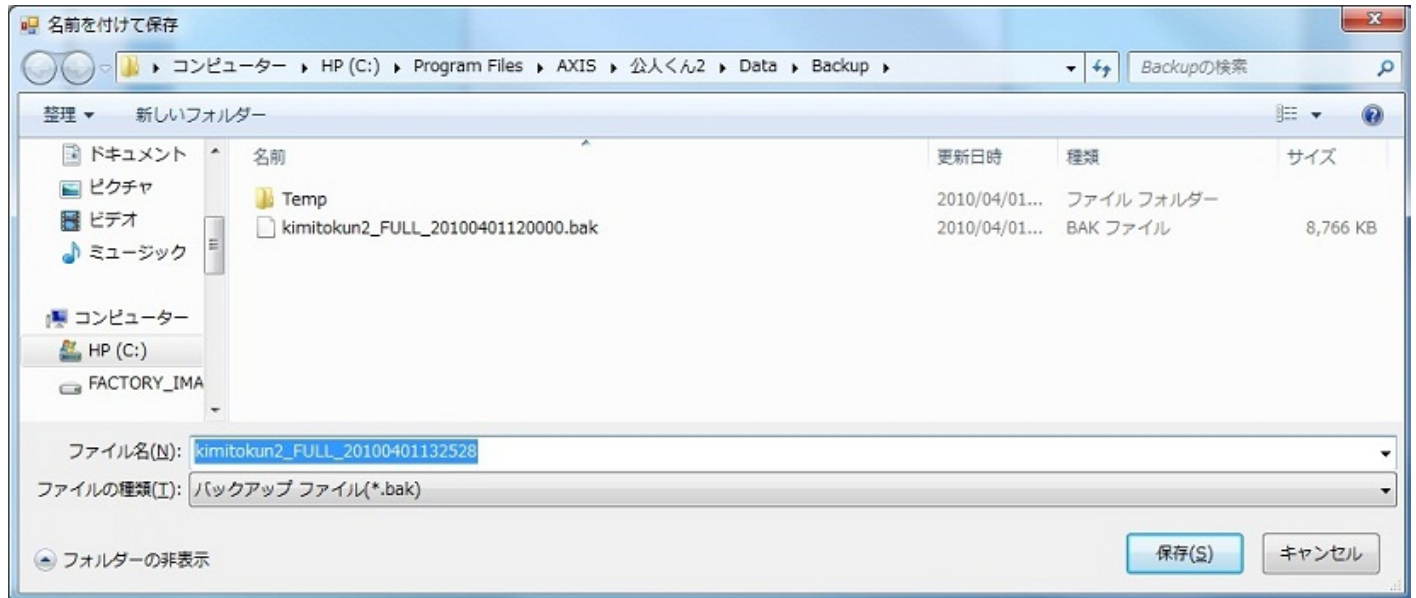 名前を付けて保存
コンピューター ▸ HP (C:) ▸ Program Files ▸ AXIS ▸ 公人くん2 ▸ Data ▸ Backup ▸ Backupの検索
整理 ▼ 新しいフォルダー
ドキュメント
ピクチャ
ビデオ
ミュージック
コンピューター
HP (C:)
FACTORY_IMA
名前 更新日時 種類 サイズ
Temp 2010/04/01... ファイル フォルダー
kimitokun2_FULL_20100401120000.bak 2010/04/01... BAK ファイル 8,766 KB
ファイル名(N): kimitokun2_FULL_20100401132528
ファイルの種類(T): バックアップ ファイル(*.bak)
フォルダーの非表示 保存(S) キャンセル